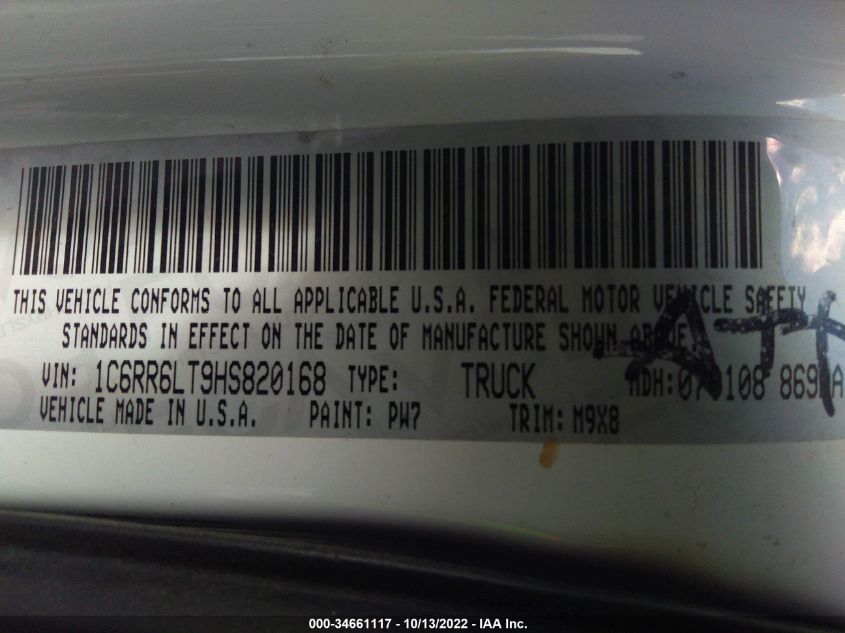 THIS VEHICLE CONFORMS TO ALL APPLICABLE U.S.A. FEDERAL MOTOR VEHICLE SAFETY
STANDARDS IN EFFECT ON THE DATE OF MANUFACTURE SHOWN ABOVE.
VIN: 1C6RR6LT9HS820168 TYPE: TRUCK MDH:
VEHICLE MADE IN U.S.A. PAINT: PW7 TRIM: M9X8
000-34661117 - 10/13/2022 - IAA Inc.